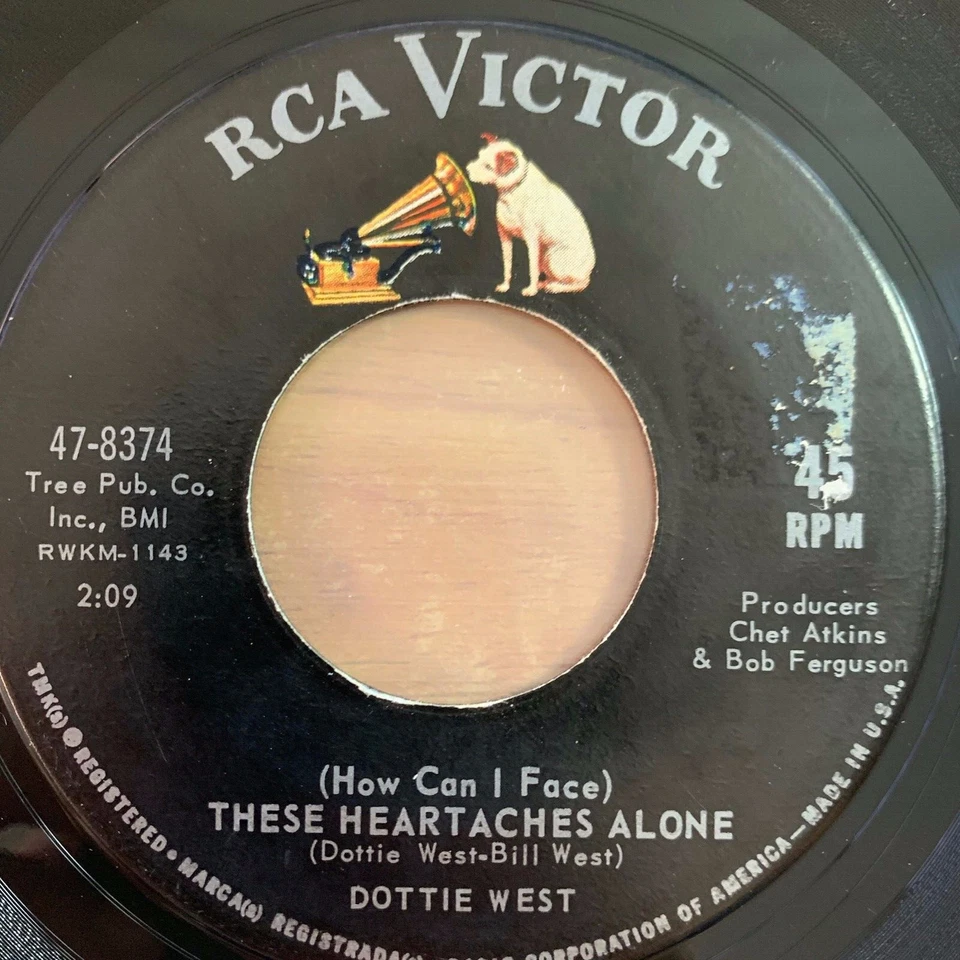 RCA VICTOR
47-8374
Tree Pub. Co.
Inc., BMI
RWKM-1143
2:09
45
RPM
Producers
Chet Atkins
& Bob Ferguson
(How Can I Face)
THESE HEARTACHES ALONE
(Dottie West-Bill West)
DOTTIE WEST
TMK(s) ® REGISTERED • MARCA(s) REGISTRADA(s) CORPORATION OF AMERICA—MADE IN U.S.A.